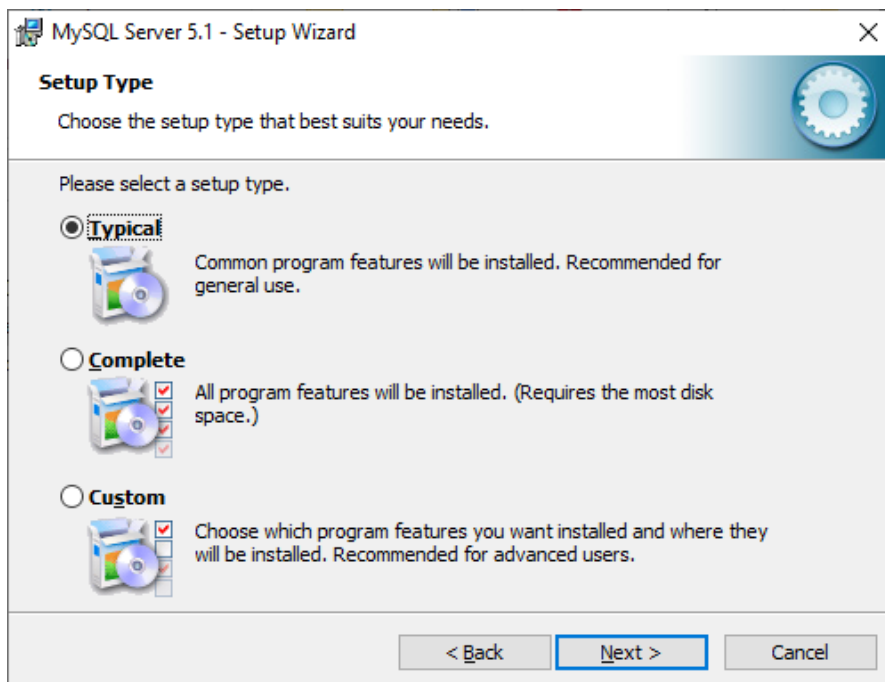 MySQL Server 5.1 - Setup Wizard
Setup Type
Choose the setup type that best suits your needs.
Please select a setup type.
Typical
Common program features will be installed. Recommended for
general use.
Complete
All program features will be installed. (Requires the most disk
space.)
Custom
Choose which program features you want installed and where they
will be installed. Recommended for advanced users.
< Back Next > Cancel